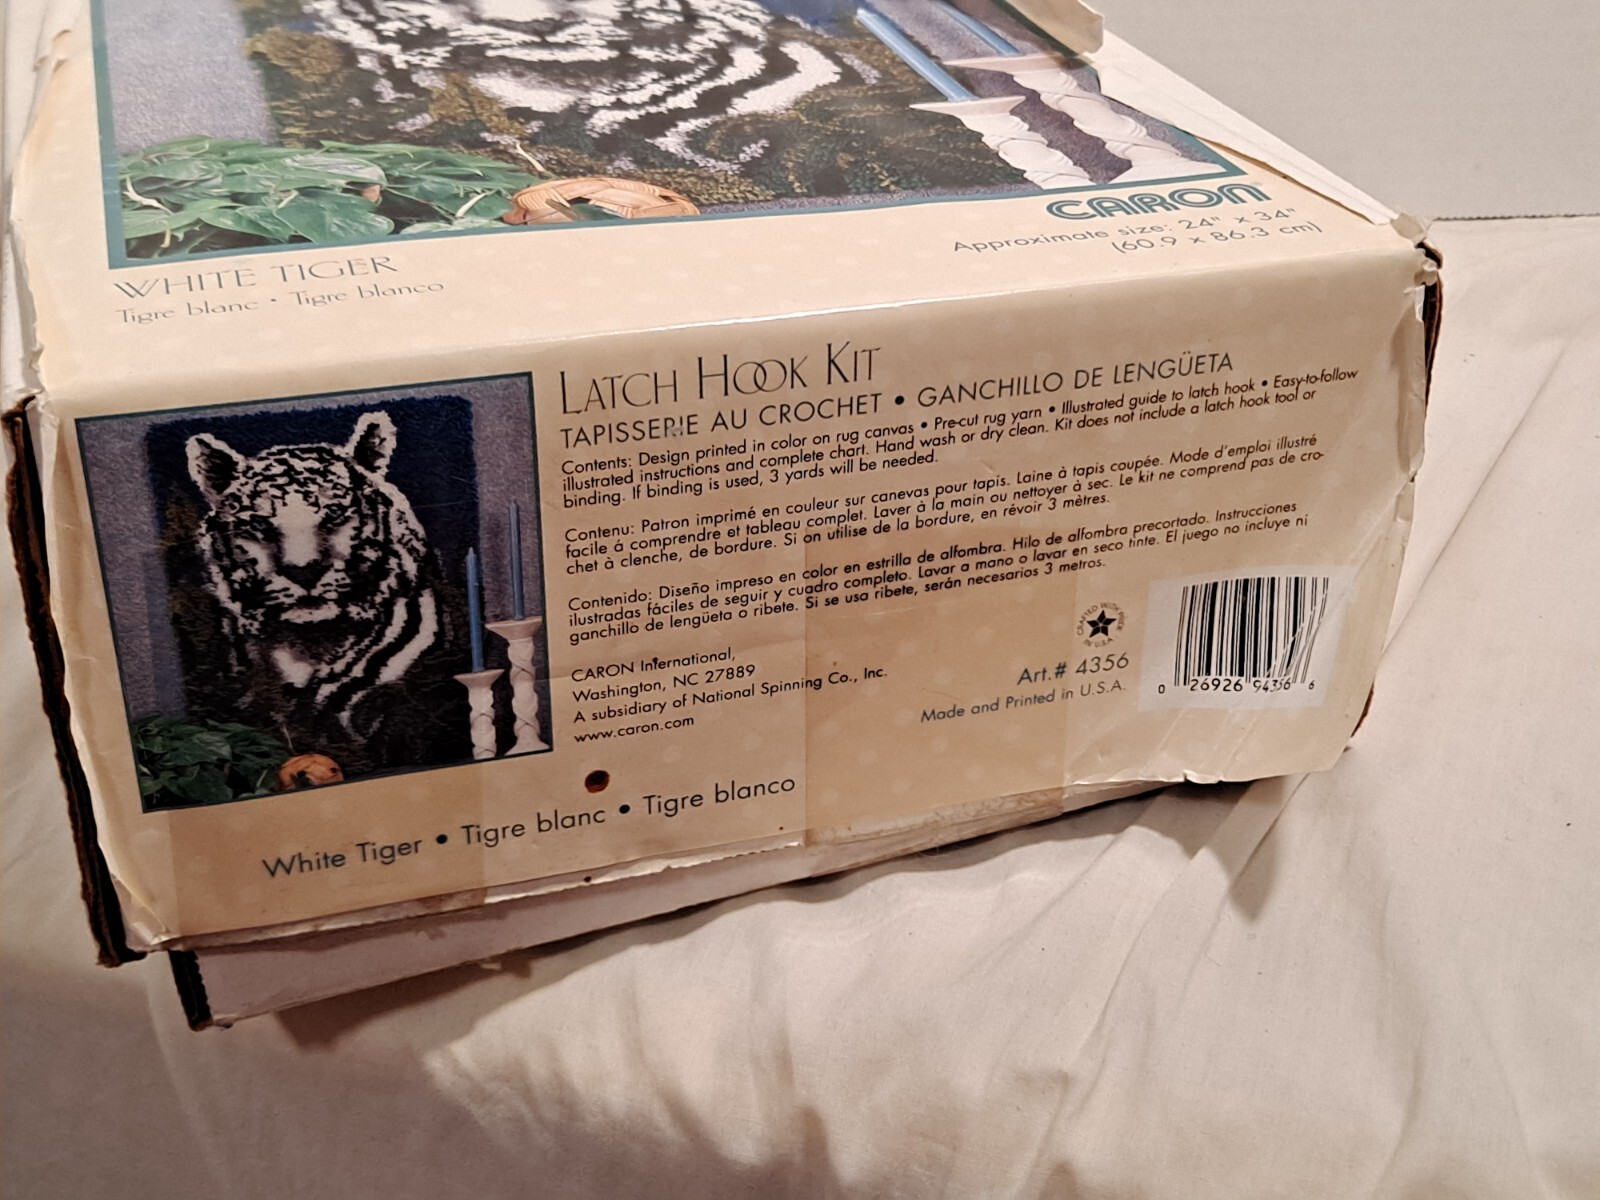 CARON
Approximate size: 24" x 34"
(60.9 x 86.3 cm)
WHITE TIGER
Tigre blanc • Tigre blanco
LATCH HOOK KIT
TAPISSERIE AU CROCHET • GANCHILLO DE LENGÜETA
Contents: Design printed in color on rug canvas • Pre-cut rug yarn • Illustrated guide to latch hook • Easy-to-follow
illustrated instructions and complete chart. Hand wash or dry clean. Kit does not include a latch hook tool or
binding. If binding is used, 3 yards will be needed.
Contenu: Patron imprimé en couleur sur canevas pour tapis. Laine à tapis coupée. Mode d'emploi illustré
facile á comprendre et tableau complet. Laver à la main ou nettoyer à sec. Le kit ne comprend pas de cro-
chet à clenche, de bordure. Si on utilise de la bordure, en révoir 3 mètres.
Contenido: Diseño impreso en color en estrilla de alfombra. Hilo de alfombra precortado. Instrucciones
ilustradas fáciles de seguir y cuadro completo. Lavar a mano o lavar en seco tinte. El juego no incluye ni
ganchillo de lengüeta o ribete. Si se usa ribete, serán necesarios 3 metros.
CARON International,
Washington, NC 27889
A subsidiary of National Spinning Co., Inc.
www.caron.com
CRAFTED WITH PRIDE
IN U.S.A.
Art.# 4356
Made and Printed in U.S.A.
0 26926 94356 6
White Tiger • Tigre blanc • Tigre blanco